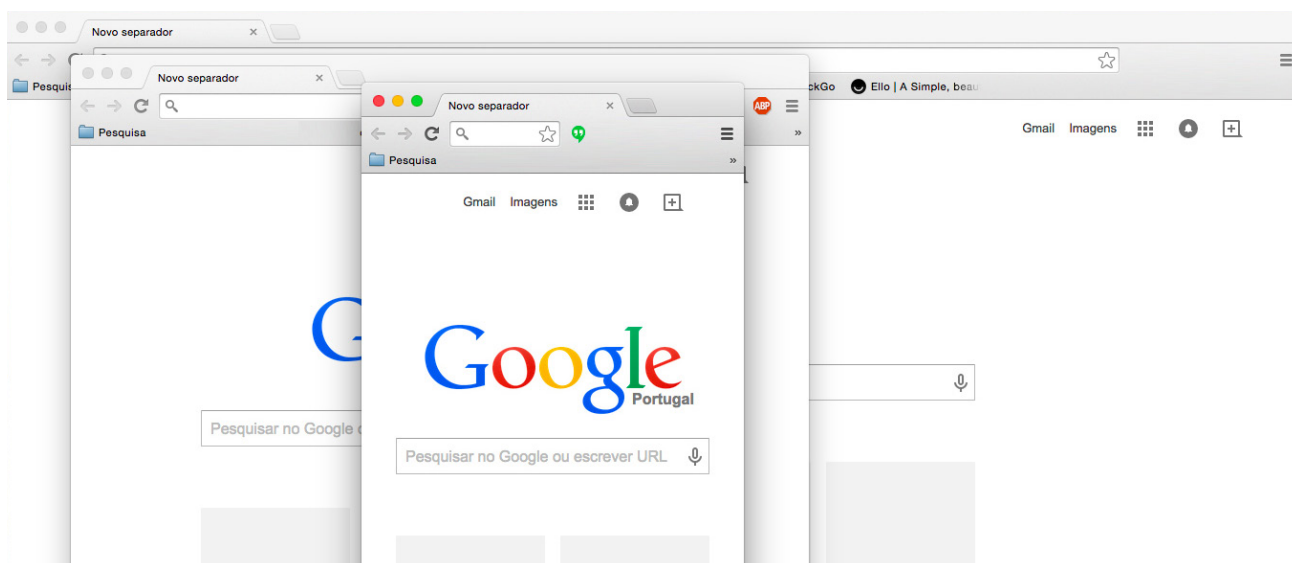 Novo separador
Pesquis
ckGo Ello | A Simple, beau
Gmail Imagens
Novo separador
ABP
Pesquisa
»
G
Pesquisar no Google o
Novo separador
Pesquisa
»
Gmail Imagens
Google
Portugal
Pesquisar no Google ou escrever URL